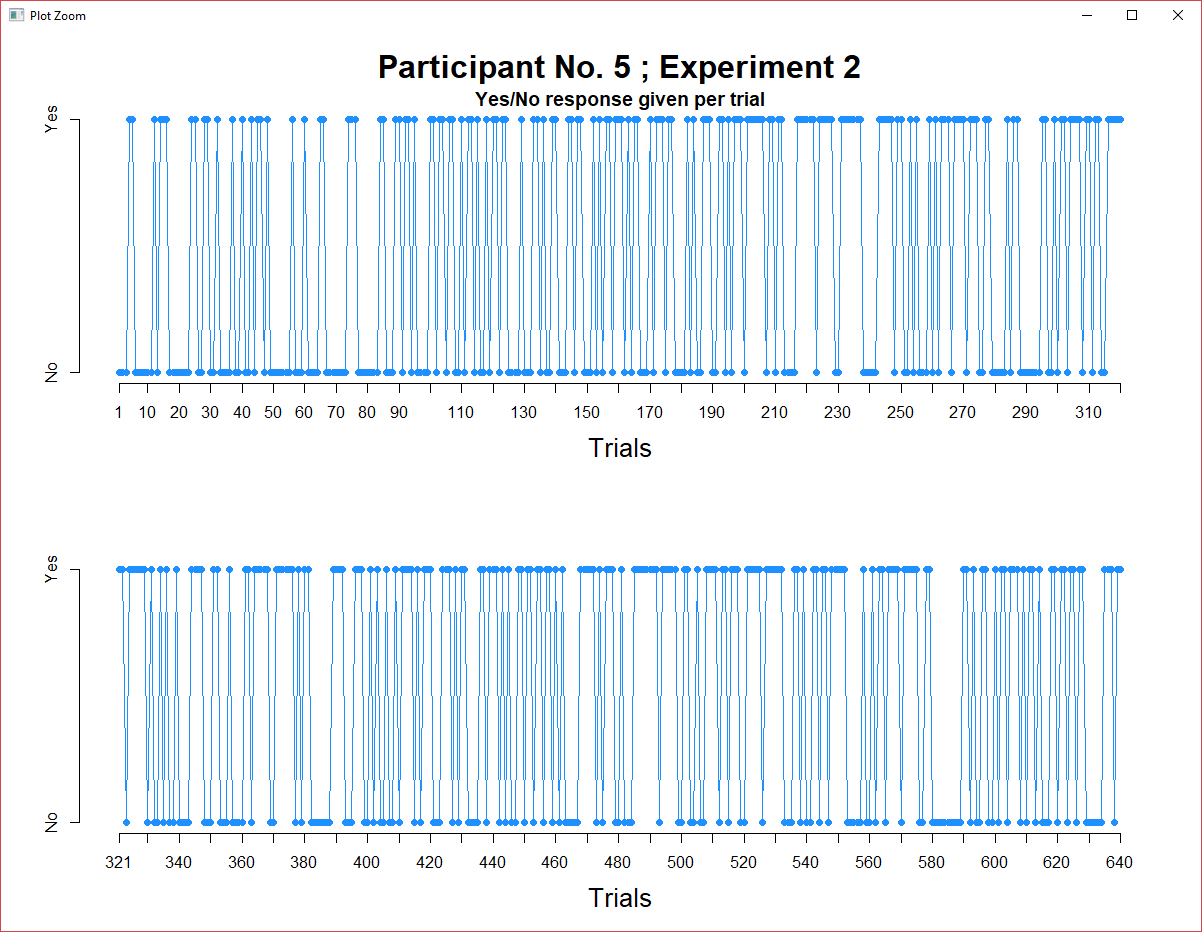 Plot Zoom
Participant No. 5 ; Experiment 2
Yes/No response given per trial
Yes
No
1 10 20 30 40 50 60 70 80 90 110 130 150 170 190 210 230 250 270 290 310
Trials
Yes
No
321 340 360 380 400 420 440 460 480 500 520 540 560 580 600 620 640
Trials